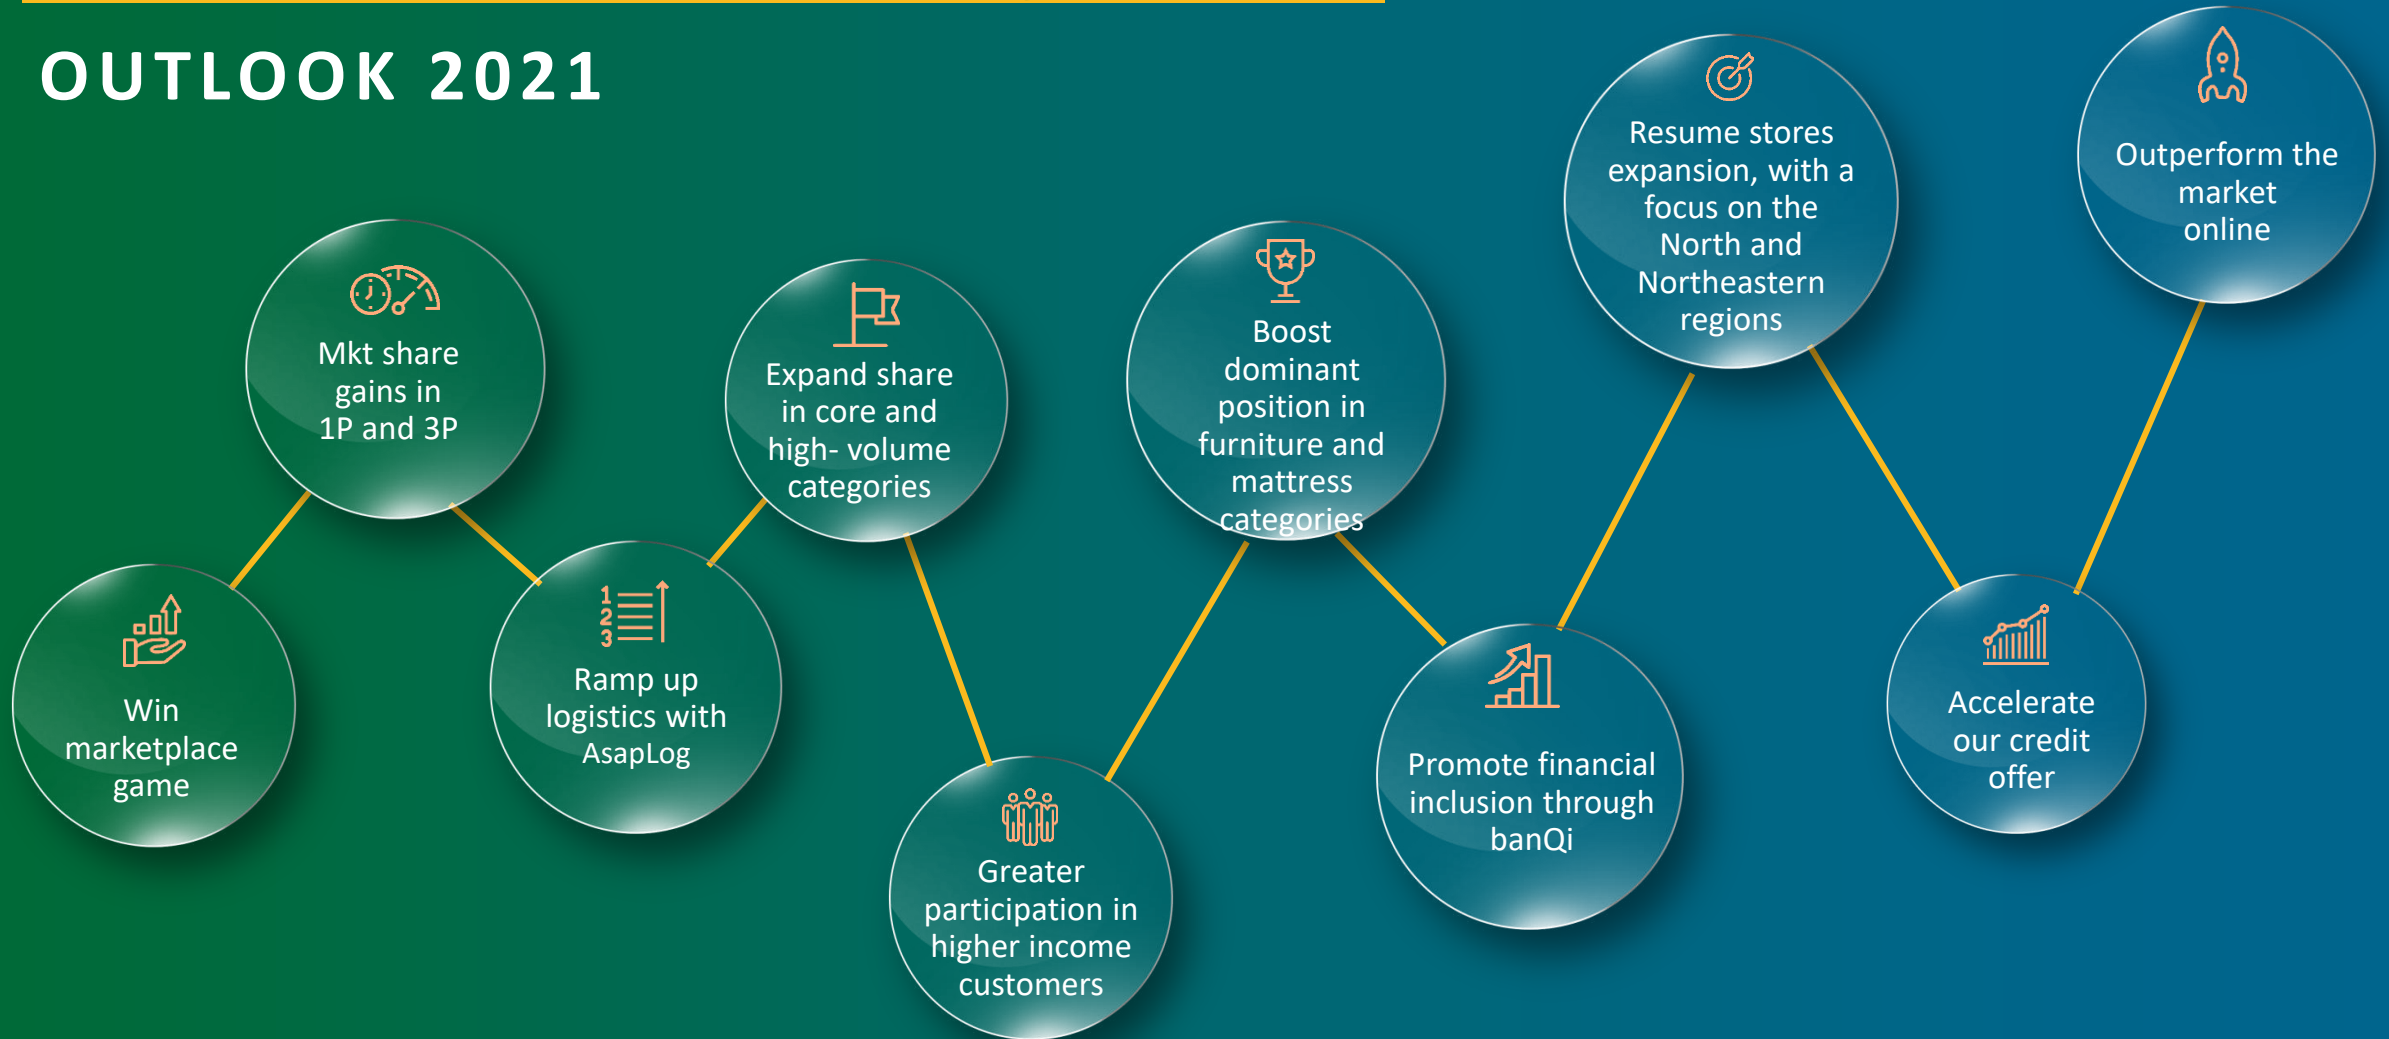 OUTLOOK 2021
Win
marketplace
game
Mkt share
gains in
1P and 3P
1
2
3
Ramp up
logistics with
AsapLog
Expand share
in core and
high- volume
categories
Greater
participation in
higher income
customers
Boost
dominant
position in
furniture and
mattress
categories
Promote financial
inclusion through
banQi
Resume stores
expansion, with a
focus on the
North and
Northeastern
regions
Accelerate
our credit
offer
Outperform the
market
online